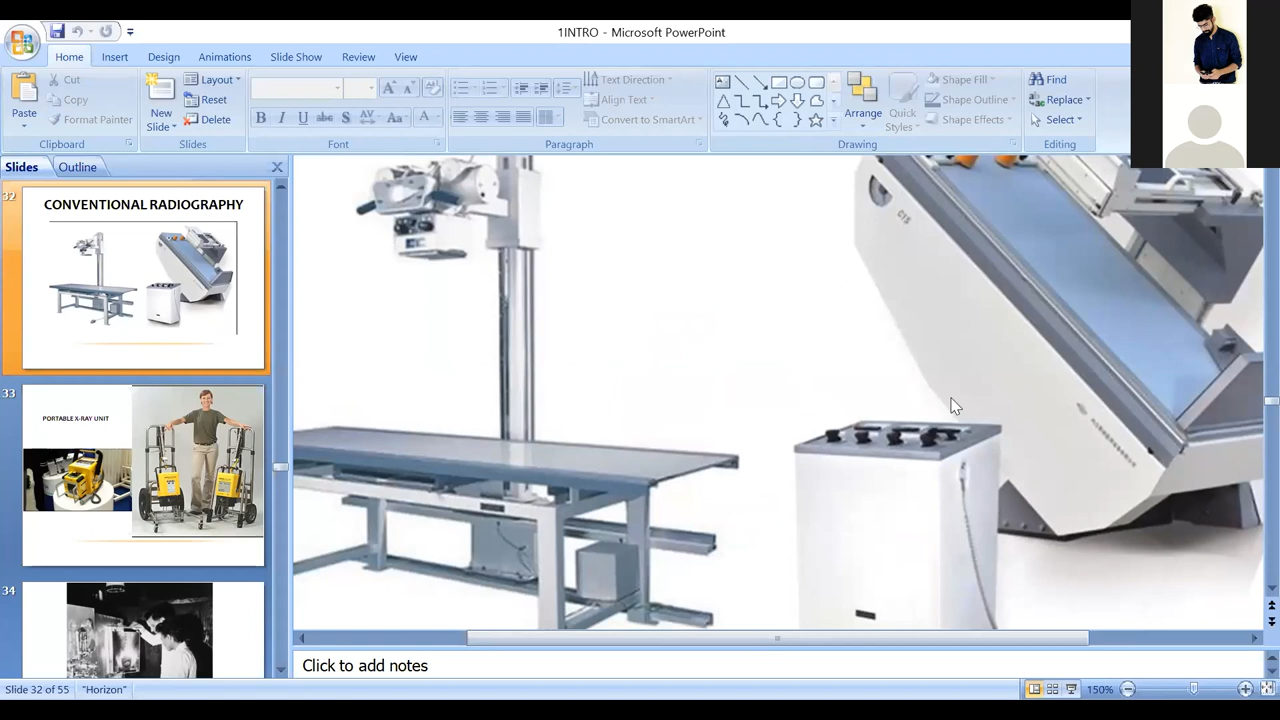 1INTRO - Microsoft PowerPoint
Home Insert Design Animations Slide Show Review View
Paste
Cut
Copy
Format Painter
Clipboard
New
Slide
Layout
Reset
Delete
Slides
B I U abc S AV Aa A
Font
Paragraph
Text Direction
Align Text
Convert to SmartArt
Arrange
Quick
Styles
Shape Fill
Shape Outline
Shape Effects
Drawing
Find
Replace
Select
Editing
Slides Outline
32
CONVENTIONAL RADIOGRAPHY
33
PORTABLE X-RAY UNIT
34
Click to add notes
Slide 32 of 55 "Horizon" 150%